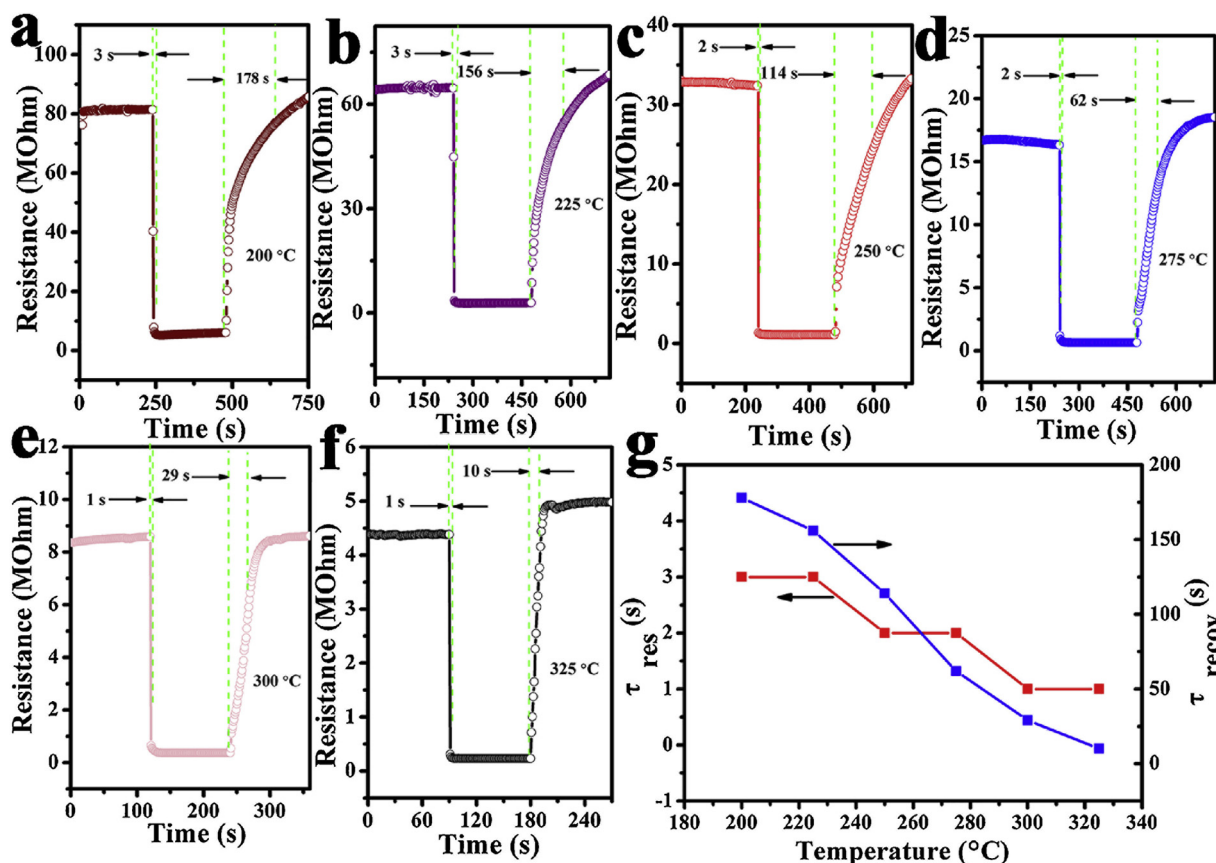 a
Resistance (MOhm)
100
80
60
40
20
0
3 s
178 s
200 °C
0 250 500 750
Time (s)
b
Resistance (MOhm)
60
30
0
3 s
156 s
225 °C
0 150 300 450 600
Time (s)
c
Resistance (MOhm)
40
30
20
10
0
2 s
114 s
250 °C
0 200 400 600
Time (s)
d
Resistance (MOhm)
25.0
17.5
10.0
2.5
-5.0
2 s
62 s
275 °C
0 150 300 450 600
Time (s)
e
Resistance (MOhm)
12
10
8
6
4
2
0
29 s
1 s
300 °C
0 100 200 300
Time (s)
f
Resistance (MOhm)
6
5
4
3
2
1
0
10 s
1 s
325 °C
0 60 120 180 240
Time (s)
g
τres (s)
5
4
3
2
1
0
-1
200
150
100
50
0
τrecov (s)
180 200 220 240 260 280 300 320 340
Temperature (°C)